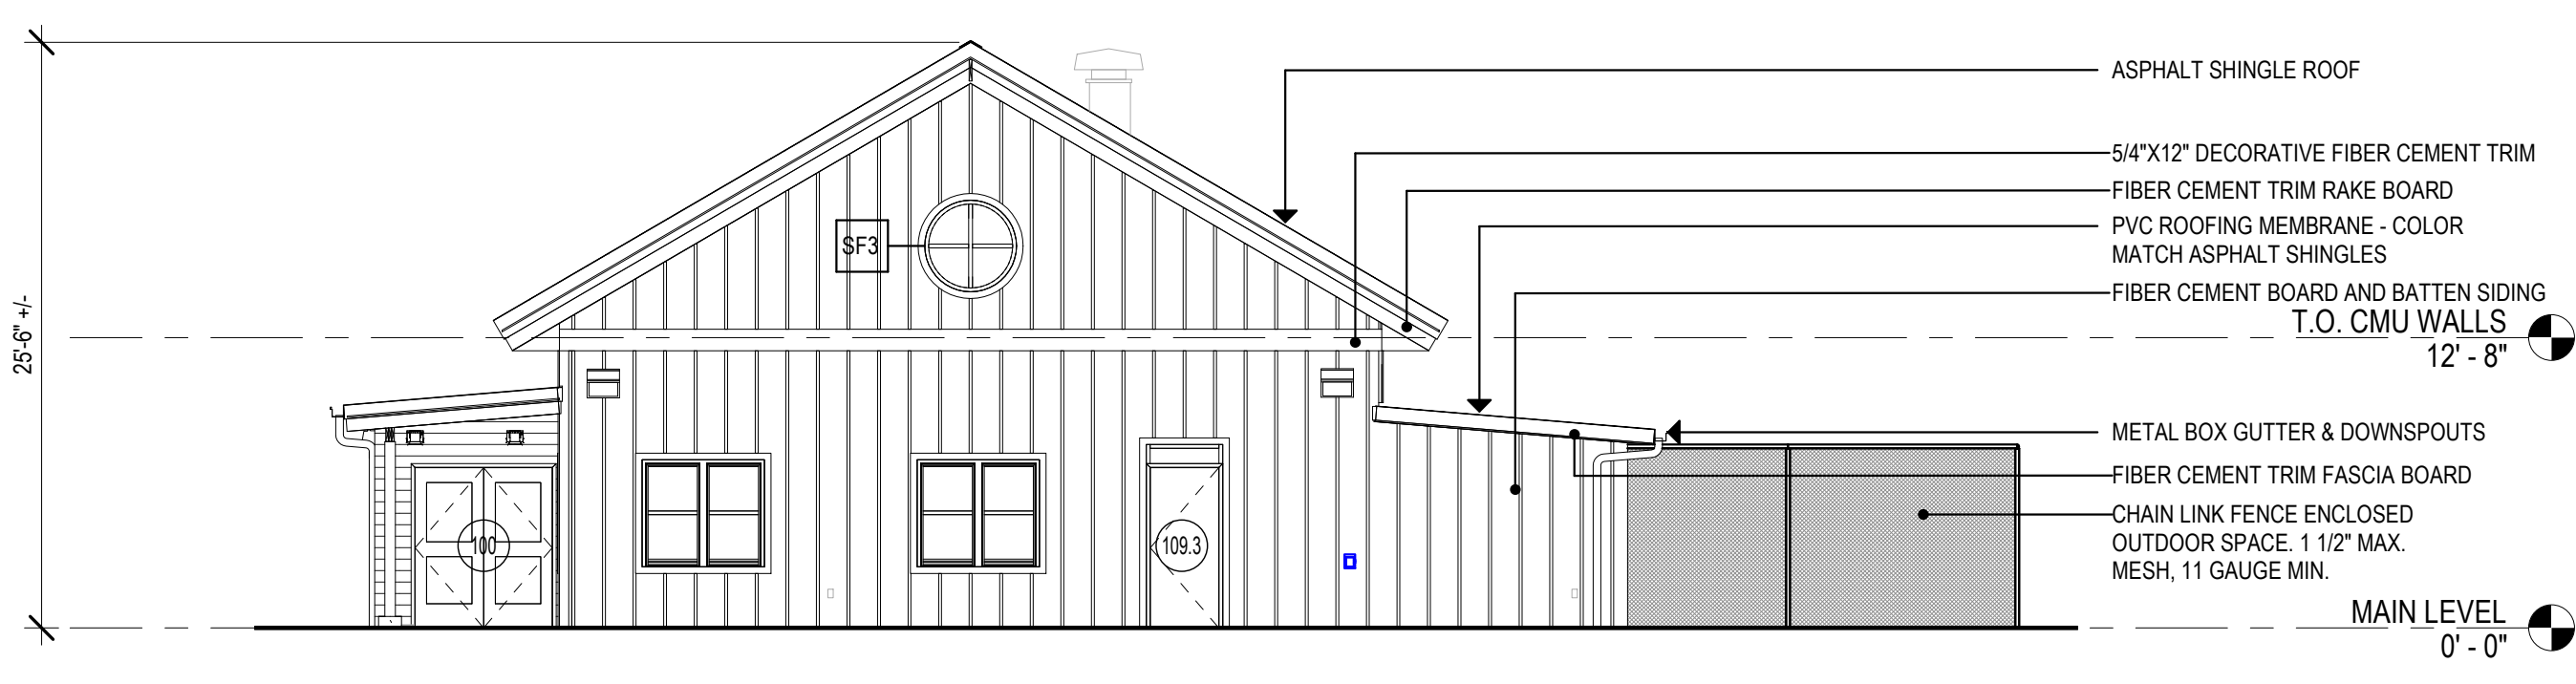 ASPHALT SHINGLE ROOF
5/4"X12" DECORATIVE FIBER CEMENT TRIM
FIBER CEMENT TRIM RAKE BOARD
PVC ROOFING MEMBRANE - COLOR
MATCH ASPHALT SHINGLES
SF3
FIBER CEMENT BOARD AND BATTEN SIDING
T.O. CMU WALLS
12' - 8"
25'-6" +/-
METAL BOX GUTTER & DOWNSPOUTS
FIBER CEMENT TRIM FASCIA BOARD
CHAIN LINK FENCE ENCLOSED
OUTDOOR SPACE. 1 1/2" MAX.
MESH, 11 GAUGE MIN.
100
109.3
MAIN LEVEL
0' - 0"